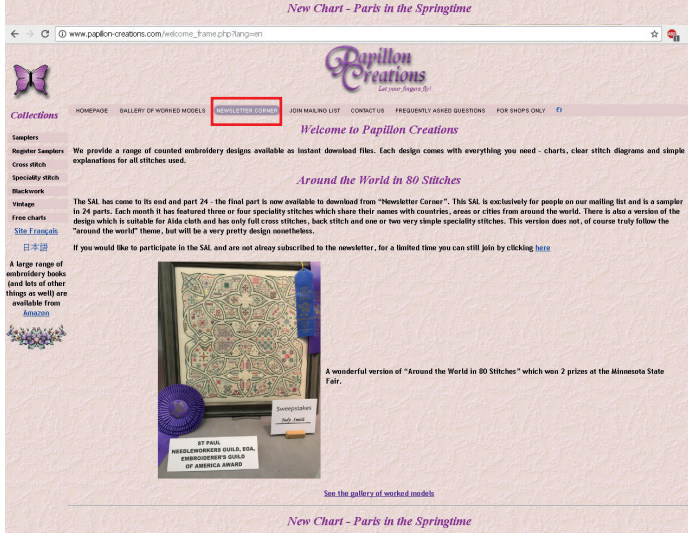 New Chart - Paris in the Springtime
www.papillon-creations.com/welcome_frame.php?lang=en
Papillon
Creations
Let your fingers fly!
Collections
HOMEPAGE GALLERY OF WORKED MODELS NEWSLETTER CORNER JOIN MAILING LIST CONTACT US FREQUENTLY ASKED QUESTIONS FOR SHOPS ONLY
Samplers
Register Samplers
Cross stitch
Speciality stitch
Blackwork
Vintage
Free charts
Site Français
日本語
A large range of
embroidery books
(and lots of other
things as well) are
available from
Amazon
Welcome to Papillon Creations
We provide a range of counted embroidery designs available as instant download files. Each design comes with everything you need - charts, clear stitch diagrams and simple
explanations for all stitches used.
Around the World in 80 Stitches
The SAL has come to its end and part 24 - the final part is now available to download from "Newsletter Corner". This SAL is exclusively for people on our mailing list and is a sampler
in 24 parts. Each month it has featured three or four speciality stitches which share their names with countries, areas or cities from around the world. There is also a version of the
design which is suitable for Aida cloth and has only full cross stitches, back stitch and one or two very simple speciality stitches. This version does not, of course truly follow the
"around the world" theme, but will be a very pretty design nonetheless.
If you would like to participate in the SAL and are not alreay subscribed to the newsletter, for a limited time you can still join by clicking here
Sweepstakes
Judy Smith
ST PAUL
NEEDLEWORKERS GUILD, EGA,
EMBROIDERER'S GUILD
OF AMERICA AWARD
A wonderful version of "Around the World in 80 Stitches" which won 2 prizes at the Minnesota State
Fair.
See the gallery of worked models
New Chart - Paris in the Springtime